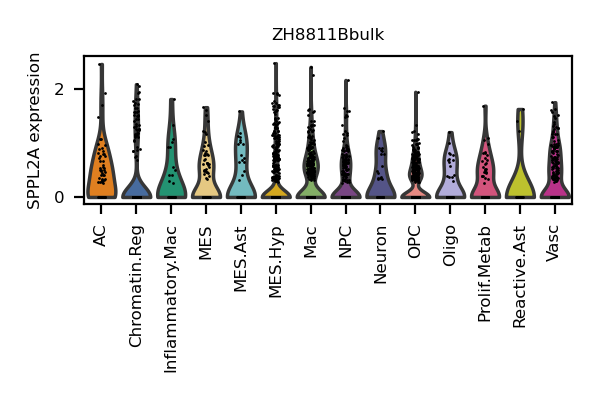 ZH8811Bbulk
SPPL2A expression
2
0
AC
Chromatin.Reg
Inflammatory.Mac
MES
MES.Ast
MES.Hyp
Mac
NPC
Neuron
OPC
Oligo
Prolif.Metab
Reactive.Ast
Vasc